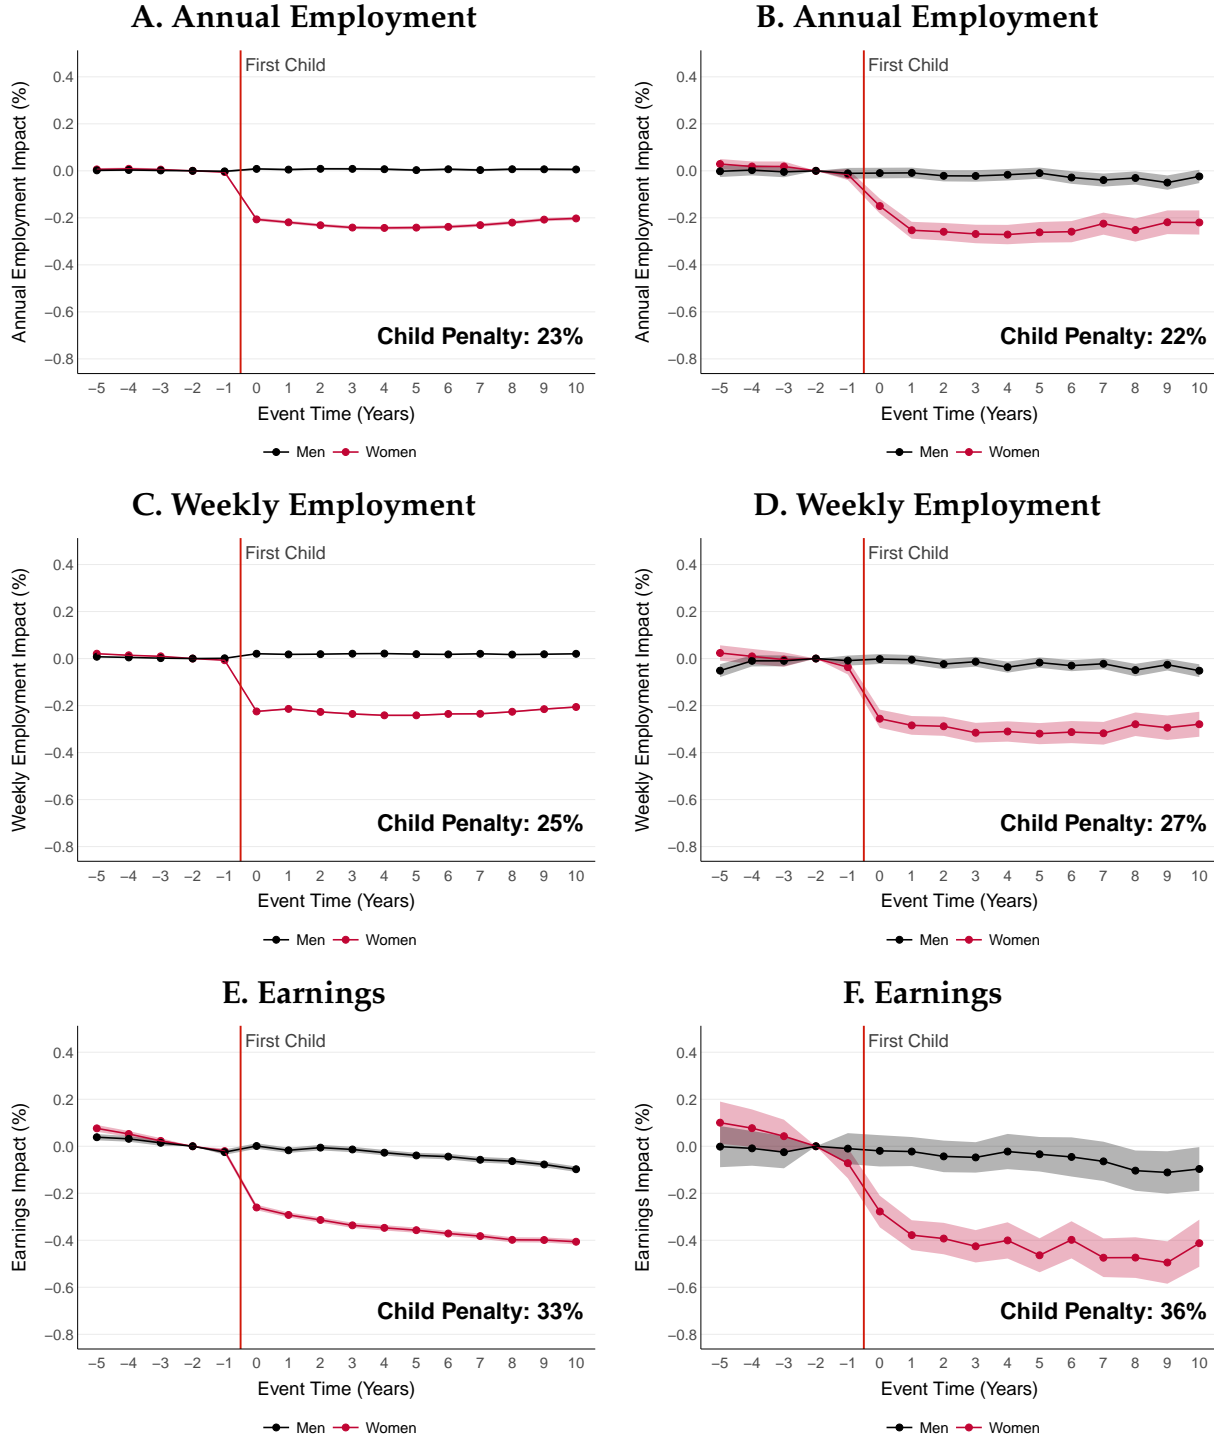 A. Annual Employment
Annual Employment Impact (%)
0.4
0.2
0.0
−0.2
−0.4
−0.6
−0.8
First Child
Child Penalty: 23%
−5 −4 −3 −2 −1 0 1 2 3 4 5 6 7 8 9 10
Event Time (Years)
Men Women
B. Annual Employment
Annual Employment Impact (%)
0.4
0.2
0.0
−0.2
−0.4
−0.6
−0.8
First Child
Child Penalty: 22%
−5 −4 −3 −2 −1 0 1 2 3 4 5 6 7 8 9 10
Event Time (Years)
Men Women
C. Weekly Employment
Weekly Employment Impact (%)
0.4
0.2
0.0
−0.2
−0.4
−0.6
−0.8
First Child
Child Penalty: 25%
−5 −4 −3 −2 −1 0 1 2 3 4 5 6 7 8 9 10
Event Time (Years)
Men Women
D. Weekly Employment
Weekly Employment Impact (%)
0.4
0.2
0.0
−0.2
−0.4
−0.6
−0.8
First Child
Child Penalty: 27%
−5 −4 −3 −2 −1 0 1 2 3 4 5 6 7 8 9 10
Event Time (Years)
Men Women
E. Earnings
Earnings Impact (%)
0.4
0.2
0.0
−0.2
−0.4
−0.6
−0.8
First Child
Child Penalty: 33%
−5 −4 −3 −2 −1 0 1 2 3 4 5 6 7 8 9 10
Event Time (Years)
Men Women
F. Earnings
Earnings Impact (%)
0.4
0.2
0.0
−0.2
−0.4
−0.6
−0.8
First Child
Child Penalty: 36%
−5 −4 −3 −2 −1 0 1 2 3 4 5 6 7 8 9 10
Event Time (Years)
Men Women